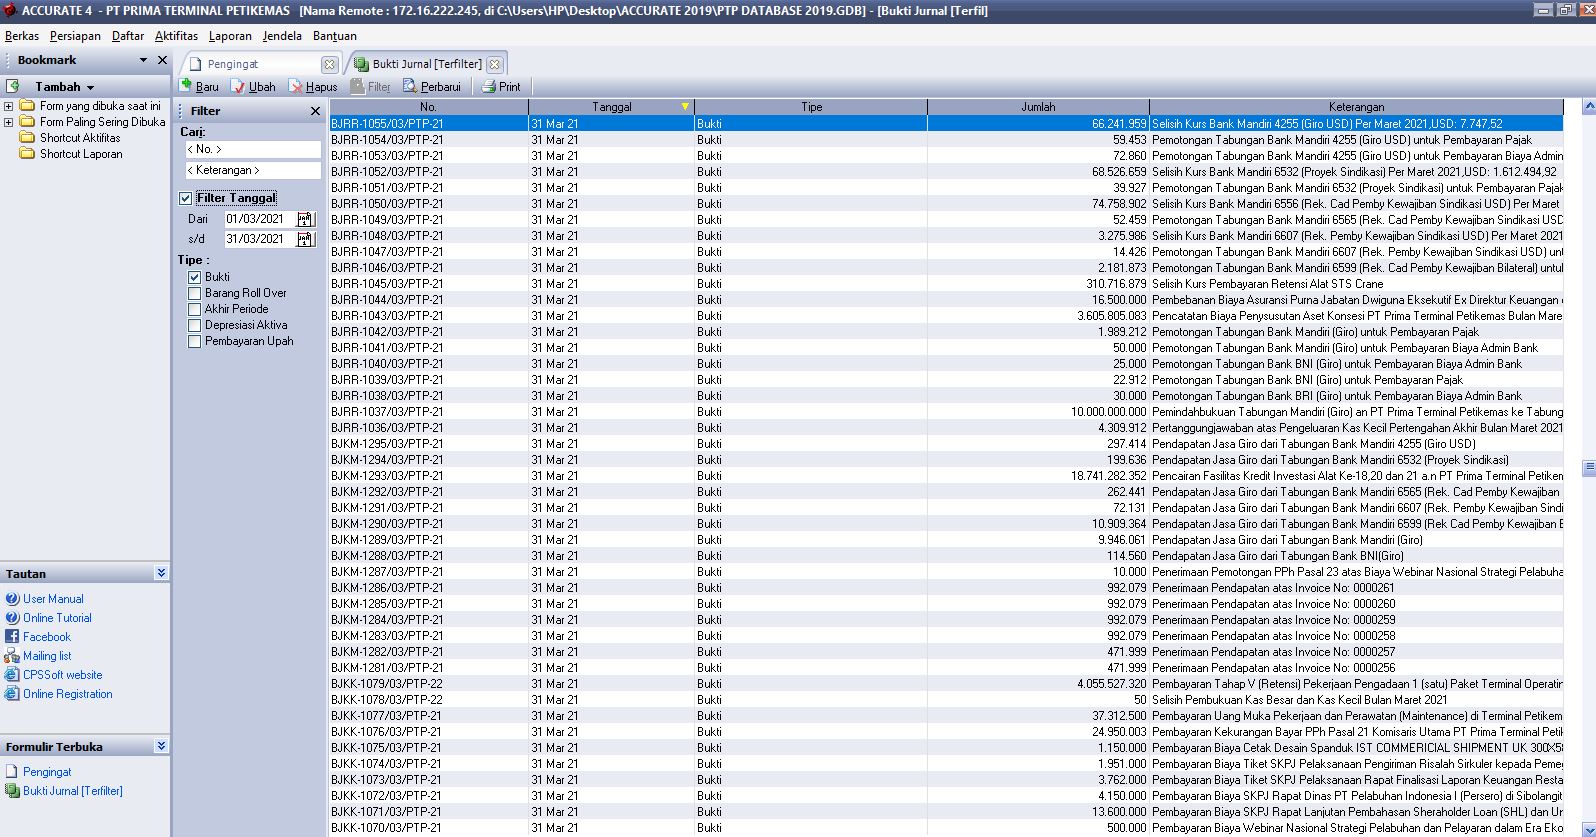 ACCURATE 4 - PT PRIMA TERMINAL PETIKEMAS [Nama Remote : 172.16.222.245, di C:\Users\HP\Desktop\ACCURATE 2019\PTP DATABASE 2019.GDB] - [Bukti Jurnal [Terfil]
Berkas Persiapan Daftar Aktifitas Laporan Jendela Bantuan
Bookmark
Tambah
Form yang dibuka saat ini
Form Paling Sering Dibuka
Shortcut Aktifitas
Shortcut Laporan
Tautan
User Manual
Online Tutorial
Facebook
Mailing list
CPSSoft website
Online Registration
Formulir Terbuka
Pengingat
Bukti Jurnal [Terfilter]
Pengingat Bukti Jurnal [Terfilter]
Baru Ubah Hapus Filter Perbarui Print
Filter
Cari:
< No. >
< Keterangan >
Filter Tanggal
Dari 01/03/2021
s/d 31/03/2021
Tipe :
Bukti
Barang Roll Over
Akhir Periode
Depresiasi Aktiva
Pembayaran Upah
No. Tanggal Tipe Jumlah Keterangan
BJRR-1055/03/PTP-21 31 Mar 21 Bukti 66.241.959 Selisih Kurs Bank Mandiri 4255 (Giro USD) Per Maret 2021,USD: 7.747,52
BJRR-1054/03/PTP-21 31 Mar 21 Bukti 59.453 Pemotongan Tabungan Bank Mandiri 4255 (Giro USD) untuk Pembayaran Pajak
BJRR-1053/03/PTP-21 31 Mar 21 Bukti 72.860 Pemotongan Tabungan Bank Mandiri 4255 (Giro USD) untuk Pembayaran Biaya Admin
BJRR-1052/03/PTP-21 31 Mar 21 Bukti 68.526.659 Selisih Kurs Bank Mandiri 6532 (Proyek Sindikasi) Per Maret 2021,USD: 1.612.494,92
BJRR-1051/03/PTP-21 31 Mar 21 Bukti 39.927 Pemotongan Tabungan Bank Mandiri 6532 (Proyek Sindikasi) untuk Pembayaran Pajak
BJRR-1050/03/PTP-21 31 Mar 21 Bukti 74.758.902 Selisih Kurs Bank Mandiri 6556 (Rek. Cad Pemby Kewajiban Sindikasi USD) Per Maret
BJRR-1049/03/PTP-21 31 Mar 21 Bukti 52.459 Pemotongan Tabungan Bank Mandiri 6565 (Rek. Cad Pemby Kewajiban Sindikasi USD
BJRR-1048/03/PTP-21 31 Mar 21 Bukti 3.275.986 Selisih Kurs Bank Mandiri 6607 (Rek. Pemby Kewajiban Sindikasi USD) Per Maret 2021
BJRR-1047/03/PTP-21 31 Mar 21 Bukti 14.426 Pemotongan Tabungan Bank Mandiri 6607 (Rek. Pemby Kewajiban Sindikasi USD) unt
BJRR-1046/03/PTP-21 31 Mar 21 Bukti 2.181.873 Pemotongan Tabungan Bank Mandiri 6599 (Rek. Cad Pemby Kewajiban Bilateral) untul
BJRR-1045/03/PTP-21 31 Mar 21 Bukti 310.716.879 Selisih Kurs Pembayaran Retensi Alat STS Crane
BJRR-1044/03/PTP-21 31 Mar 21 Bukti 16.500.000 Pembebanan Biaya Asuransi Purna Jabatan Dwiguna Eksekutif Ex Direktur Keuangan
BJRR-1043/03/PTP-21 31 Mar 21 Bukti 3.605.805.083 Pencatatan Biaya Penysusutan Aset Konsesi PT Prima Terminal Petikemas Bulan Mare
BJRR-1042/03/PTP-21 31 Mar 21 Bukti 1.989.212 Pemotongan Tabungan Bank Mandiri (Giro) untuk Pembayaran Pajak
BJRR-1041/03/PTP-21 31 Mar 21 Bukti 50.000 Pemotongan Tabungan Bank Mandiri (Giro) untuk Pembayaran Biaya Admin Bank
BJRR-1040/03/PTP-21 31 Mar 21 Bukti 25.000 Pemotongan Tabungan Bank BNI (Giro) untuk Pembayaran Biaya Admin Bank
BJRR-1039/03/PTP-21 31 Mar 21 Bukti 22.912 Pemotongan Tabungan Bank BNI (Giro) untuk Pembayaran Pajak
BJRR-1038/03/PTP-21 31 Mar 21 Bukti 30.000 Pemotongan Tabungan Bank BRI (Giro) untuk Pembayaran Biaya Admin Bank
BJRR-1037/03/PTP-21 31 Mar 21 Bukti 10.000.000.000 Pemindahbukuan Tabungan Mandiri (Giro) an PT Prima Terminal Petikemas ke Tabung
BJRR-1036/03/PTP-21 31 Mar 21 Bukti 4.309.912 Pertanggungjawaban atas Pengeluaran Kas Kecil Pertengahan Akhir Bulan Maret 2021
BJKM-1295/03/PTP-21 31 Mar 21 Bukti 297.414 Pendapatan Jasa Giro dari Tabungan Bank Mandiri 4255 (Giro USD)
BJKM-1294/03/PTP-21 31 Mar 21 Bukti 199.636 Pendapatan Jasa Giro dari Tabungan Bank Mandiri 6532 (Proyek Sindikasi)
BJKM-1293/03/PTP-21 31 Mar 21 Bukti 18.741.282.352 Pencairan Fasilitas Kredit Investasi Alat Ke-18,20 dan 21 a.n PT Prima Terminal Petiken
BJKM-1292/03/PTP-21 31 Mar 21 Bukti 262.441 Pendapatan Jasa Giro dari Tabungan Bank Mandiri 6565 (Rek. Cad Pemby Kewajiban
BJKM-1291/03/PTP-21 31 Mar 21 Bukti 72.131 Pendapatan Jasa Giro dari Tabungan Bank Mandiri 6607 (Rek. Pemby Kewajiban Sindi
BJKM-1290/03/PTP-21 31 Mar 21 Bukti 10.909.364 Pendapatan Jasa Giro dari Tabungan Bank Mandiri 6599 (Rek Cad Pemby Kewajiban B
BJKM-1289/03/PTP-21 31 Mar 21 Bukti 9.946.061 Pendapatan Jasa Giro dari Tabungan Bank Mandiri (Giro)
BJKM-1288/03/PTP-21 31 Mar 21 Bukti 114.560 Pendapatan Jasa Giro dari Tabungan Bank BNI(Giro)
BJKM-1287/03/PTP-21 31 Mar 21 Bukti 10.000 Penerimaan Pemotongan PPh Pasal 23 atas Biaya Webinar Nasional Strategi Pelabuha
BJKM-1286/03/PTP-21 31 Mar 21 Bukti 992.079 Penerimaan Pendapatan atas Invoice No: 0000261
BJKM-1285/03/PTP-21 31 Mar 21 Bukti 992.079 Penerimaan Pendapatan atas Invoice No: 0000260
BJKM-1284/03/PTP-21 31 Mar 21 Bukti 992.079 Penerimaan Pendapatan atas Invoice No: 0000259
BJKM-1283/03/PTP-21 31 Mar 21 Bukti 992.079 Penerimaan Pendapatan atas Invoice No: 0000258
BJKM-1282/03/PTP-21 31 Mar 21 Bukti 471.999 Penerimaan Pendapatan atas Invoice No: 0000257
BJKM-1281/03/PTP-21 31 Mar 21 Bukti 471.999 Penerimaan Pendapatan atas Invoice No: 0000256
BJKK-1079/03/PTP-22 31 Mar 21 Bukti 4.055.527.320 Pembayaran Tahap V (Retensi) Pekerjaan Pengadaan 1 (satu) Paket Terminal Operatir
BJKK-1078/03/PTP-22 31 Mar 21 Bukti 50 Selisih Pembukuan Kas Besar dan Kas Kecil Bulan Maret 2021
BJKK-1077/03/PTP-21 31 Mar 21 Bukti 37.312.500 Pembayaran Uang Muka Pekerjaan dan Perawatan (Maintenance) di Terminal Petikem
BJKK-1076/03/PTP-21 31 Mar 21 Bukti 24.950.003 Pembayaran Kekurangan Bayar PPh Pasal 21 Komisaris Utama PT Prima Terminal Petil
BJKK-1075/03/PTP-21 31 Mar 21 Bukti 1.150.000 Pembayaran Biaya Cetak Desain Spanduk IST COMMERICIAL SHIPMENT UK 300X58
BJKK-1074/03/PTP-21 31 Mar 21 Bukti 1.951.000 Pembayaran Biaya Tiket SKPJ Pelaksanaan Pengiriman Risalah Sirkuler kepada Peme
BJKK-1073/03/PTP-21 31 Mar 21 Bukti 3.762.000 Pembayaran Biaya Tiket SKPJ Pelaksanaan Rapat Finalisasi Laporan Keuangan Resta
BJKK-1072/03/PTP-21 31 Mar 21 Bukti 4.150.000 Pembayaran Biaya SKPJ Rapat Dinas PT Pelabuhan Indonesia I (Persero) di Sibolangit
BJKK-1071/03/PTP-21 31 Mar 21 Bukti 13.600.000 Pembayaran Biaya SKPJ Rapat Lanjutan Pembahasan Sheraholder Loan (SHL) dan Un
BJKK-1070/03/PTP-21 31 Mar 21 Bukti 500.000 Pembayaran Biaya Webinar Nasional Strategi Pelabuhan dan Pelayaran dalam Era Eko